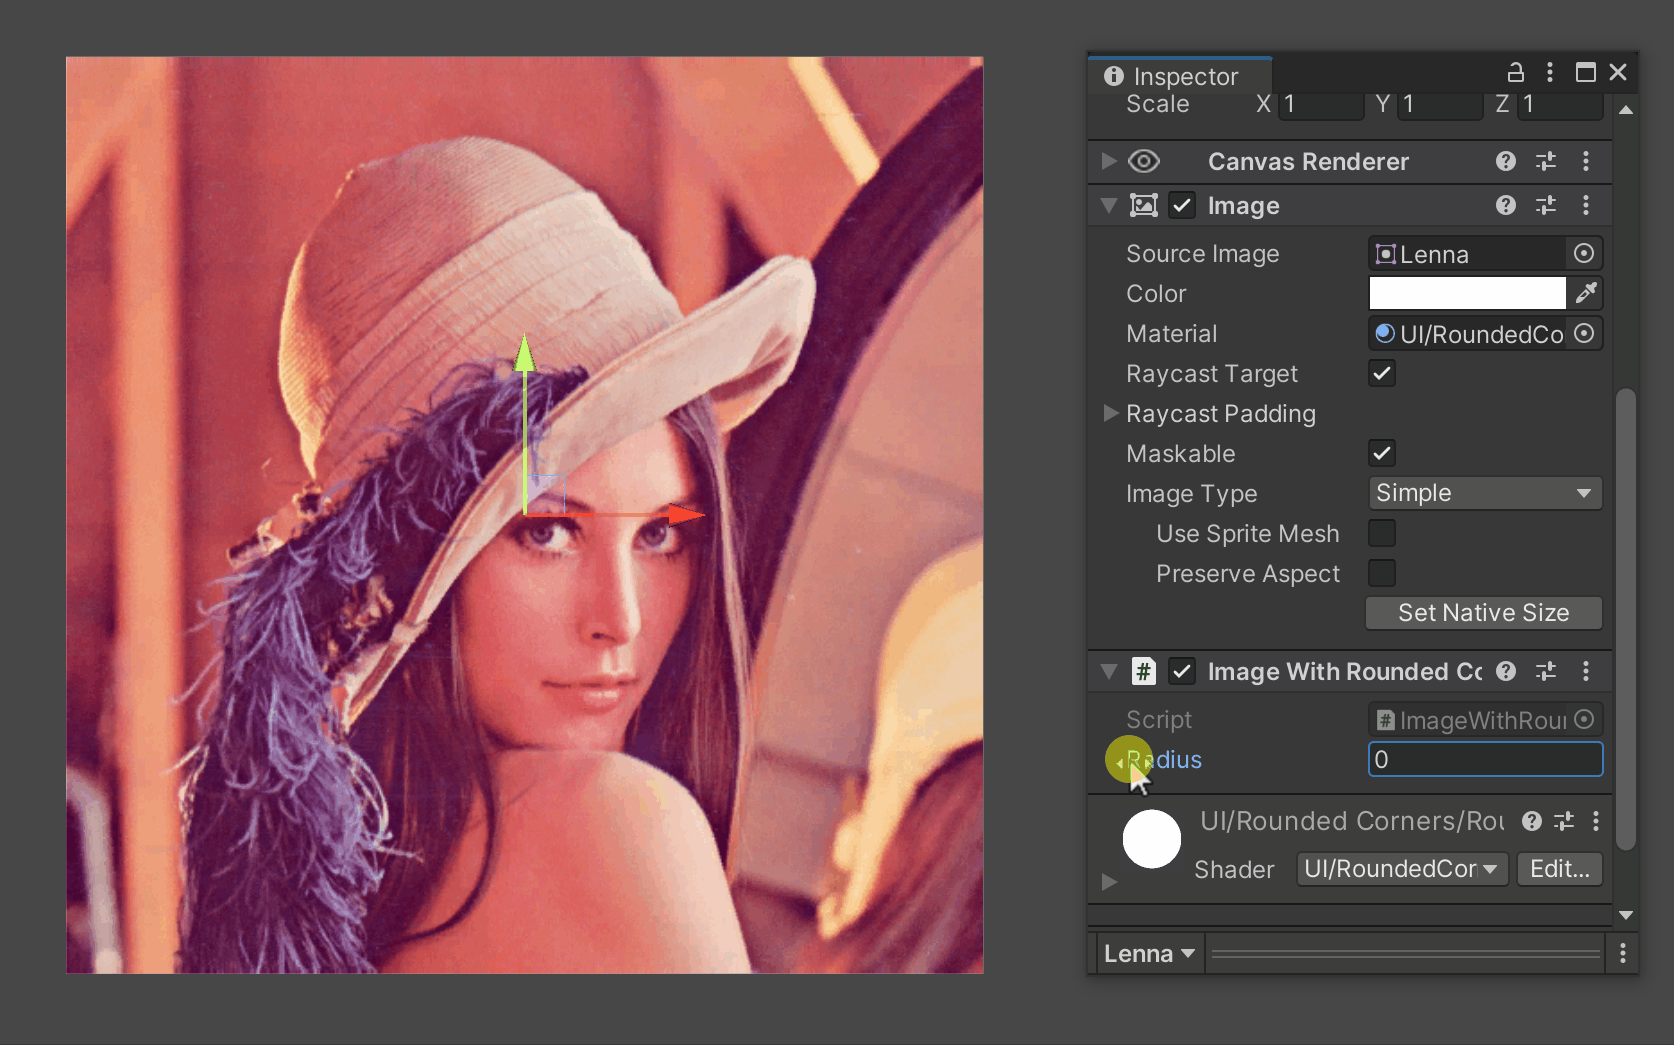 Inspector
Scale X 1 Y 1 Z 1
Canvas Renderer
Image
Source Image Lenna
Color
Material UI/RoundedCo
Raycast Target
Raycast Padding
Maskable
Image Type Simple
Use Sprite Mesh
Preserve Aspect
Set Native Size
# Image With Rounded Co
Script # ImageWithRou
Radius 0
UI/Rounded Corners/Rou
Shader UI/RoundedCor Edit...
Lenna